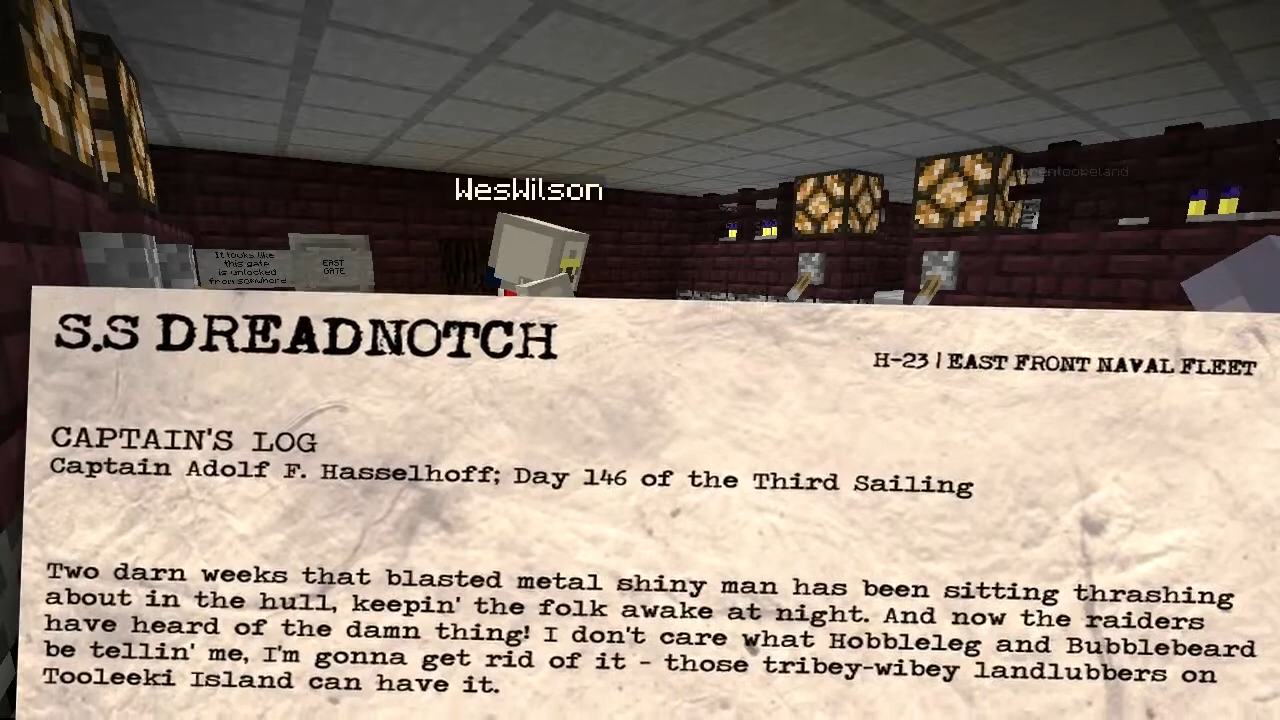 WesWilson
It looks like
this gate
is unlocked
from somwhere
EAST
GATE
S.S DREADNOTCH
H-23 | EAST FRONT NAVAL FLEET
CAPTAIN'S LOG
Captain Adolf F. Hasselhoff; Day 146 of the Third Sailing
Two darn weeks that blasted metal shiny man has been sitting thrashing
about in the hull, keepin' the folk awake at night. And now the raiders
have heard of the damn thing! I don't care what Hobbleleg and Bubblebeard
be tellin' me, I'm gonna get rid of it - those tribey-wibey landlubbers on
Tooleeki Island can have it.